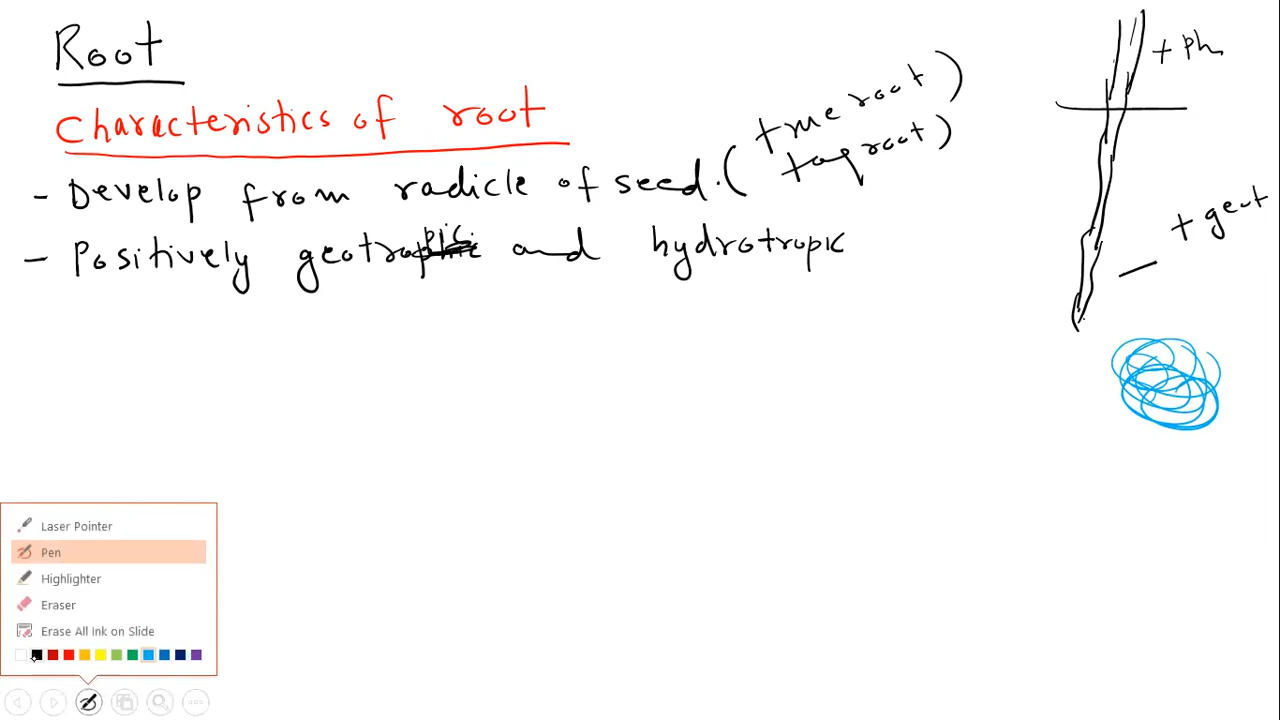 Root
Characteristics of root
- Develop from radicle of seed. (true root)
tap root)
- Positively geotropic and hydrotropic
+ Ph
+ geot
Laser Pointer
Pen
Highlighter
Eraser
Erase All Ink on Slide